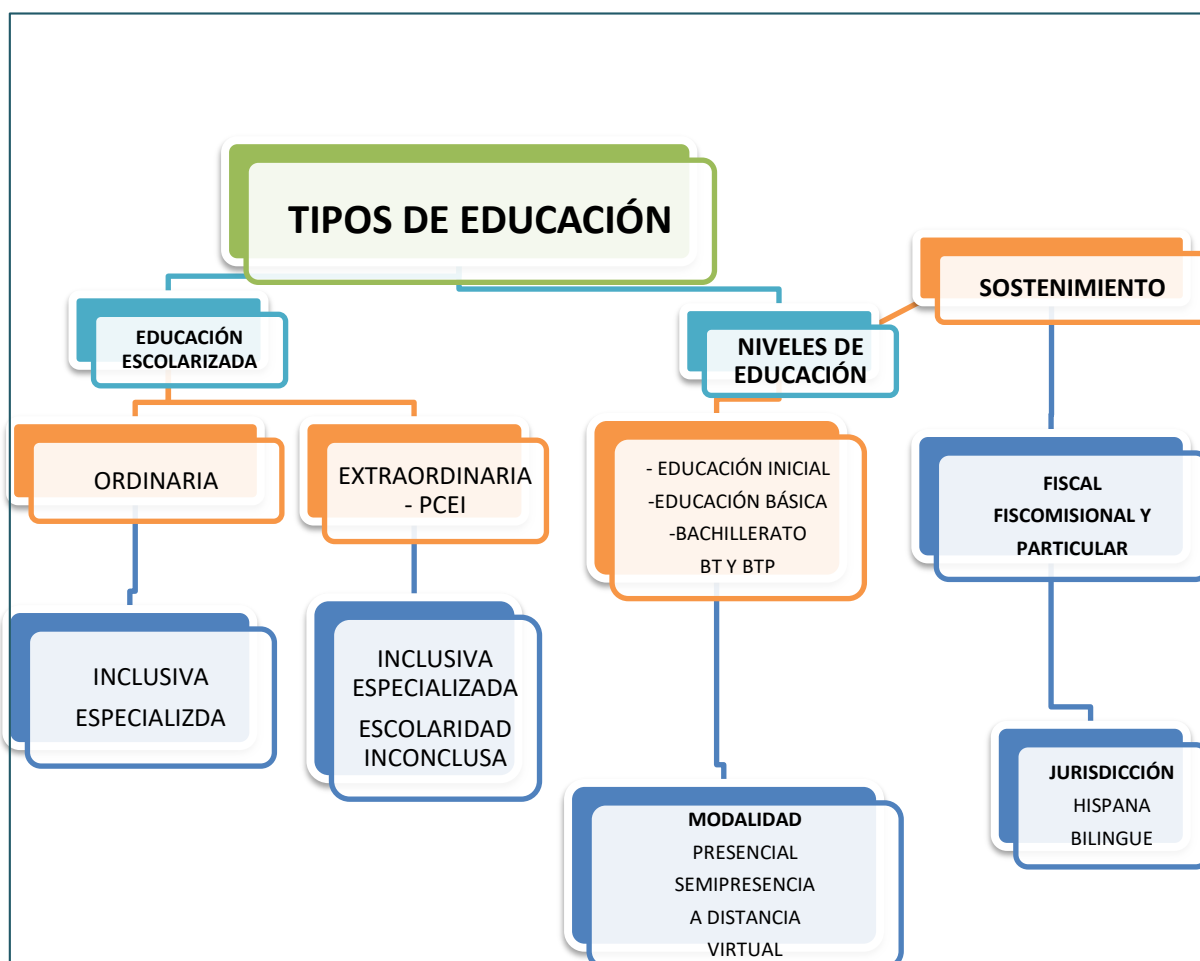 TIPOS DE EDUCACIÓN
SOSTENIMIENTO
EDUCACIÓN
ESCOLARIZADA
NIVELES DE
EDUCACIÓN
ORDINARIA
EXTRAORDINARIA
- PCEI
- EDUCACIÓN INICIAL
-EDUCACIÓN BÁSICA
-BACHILLERATO
BT Y BTP
FISCAL
FISCOMISIONAL Y
PARTICULAR
INCLUSIVA
ESPECIALIZDA
INCLUSIVA
ESPECIALIZADA
ESCOLARIDAD
INCONCLUSA
MODALIDAD
PRESENCIAL
SEMIPRESENCIA
A DISTANCIA
VIRTUAL
JURISDICCIÓN
HISPANA
BILINGUE